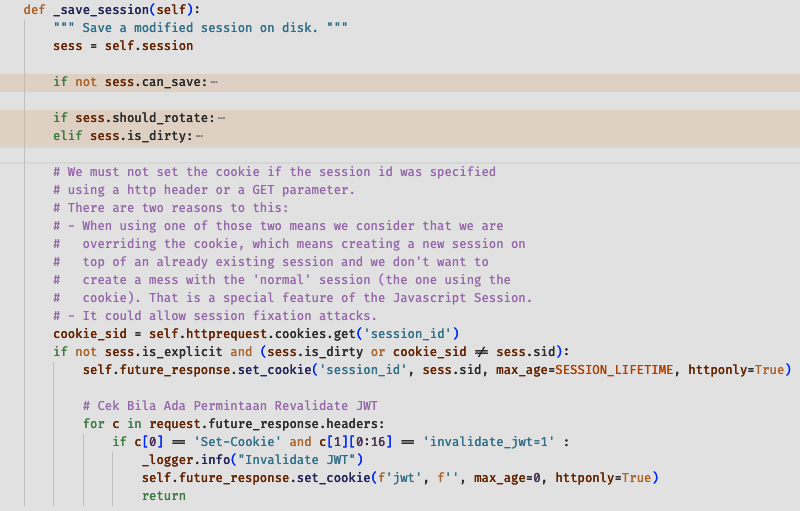 def _save_session(self):
""" Save a modified session on disk. """
sess = self.session
if not sess.can_save:⋯
if sess.should_rotate:⋯
elif sess.is_dirty:⋯
# We must not set the cookie if the session id was specified
# using a http header or a GET parameter.
# There are two reasons to this:
# - When using one of those two means we consider that we are
#   overriding the cookie, which means creating a new session on
#   top of an already existing session and we don't want to
#   create a mess with the 'normal' session (the one using the
#   cookie). That is a special feature of the Javascript Session.
# - It could allow session fixation attacks.
cookie_sid = self.httprequest.cookies.get('session_id')
if not sess.is_explicit and (sess.is_dirty or cookie_sid != sess.sid):
self.future_response.set_cookie('session_id', sess.sid, max_age=SESSION_LIFETIME, httponly=True)
# Cek Bila Ada Permintaan Revalidate JWT
for c in request.future_response.headers:
if c[0] == 'Set-Cookie' and c[1][0:16] == 'invalidate_jwt=1' :
_logger.info("Invalidate JWT")
self.future_response.set_cookie(f'jwt', f'', max_age=0, httponly=True)
return